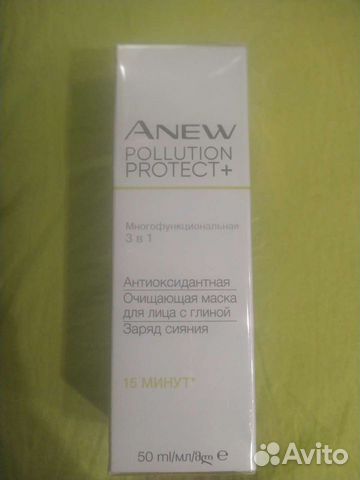 ANEW
POLLUTION
PROTECT+
Многофункциональная
3 в 1
Антиоксидантная
Очищающая маска
для лица с глиной
Заряд сияния
15 МИНУТ*
50 ml/мл/მლ ℮
Avito